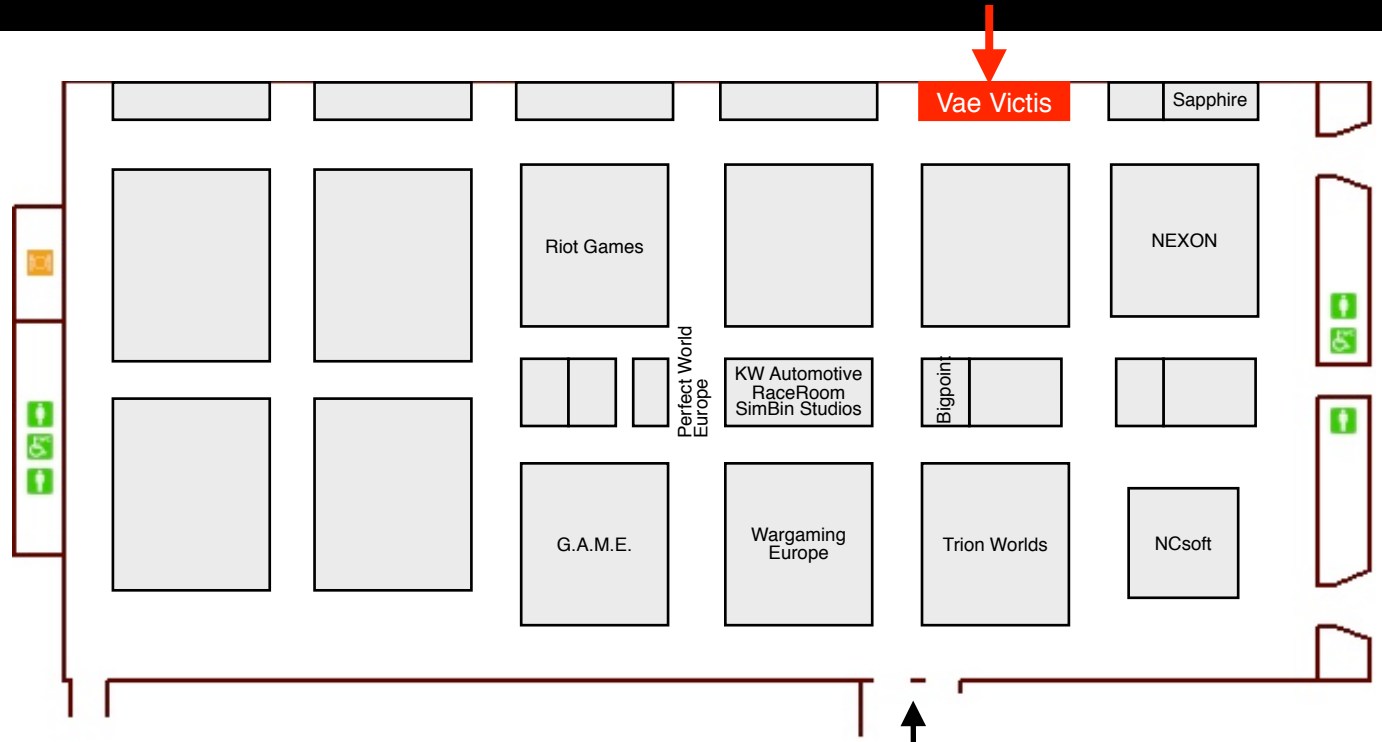 Vae Victis
Sapphire
Riot Games
NEXON
Perfect World
Europe
KW Automotive
RaceRoom
SimBin Studios
Bigpoint
G.A.M.E.
Wargaming
Europe
Trion Worlds
NCsoft